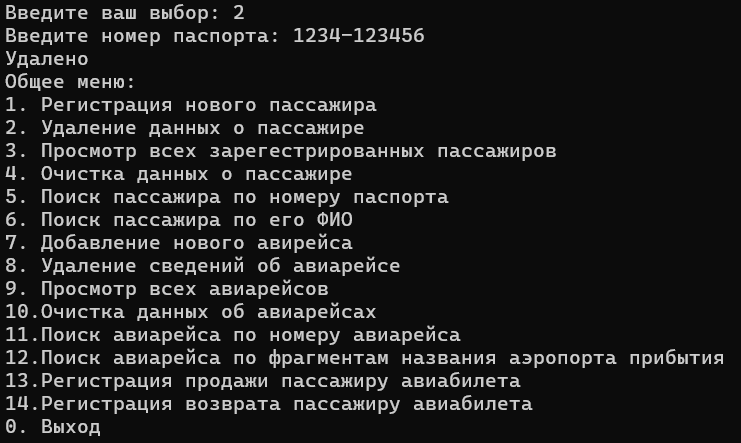 Введите ваш выбор: 2
Введите номер паспорта: 1234-123456
Удалено
Общее меню:
1. Регистрация нового пассажира
2. Удаление данных о пассажире
3. Просмотр всех зарегестрированных пассажиров
4. Очистка данных о пассажире
5. Поиск пассажира по номеру паспорта
6. Поиск пассажира по его ФИО
7. Добавление нового авирейса
8. Удаление сведений об авиарейсе
9. Просмотр всех авиарейсов
10.Очистка данных об авиарейсах
11.Поиск авиарейса по номеру авиарейса
12.Поиск авиарейса по фрагментам названия аэропорта прибытия
13.Регистрация продажи пассажиру авиабилета
14.Регистрация возврата пассажиру авиабилета
0. Выход